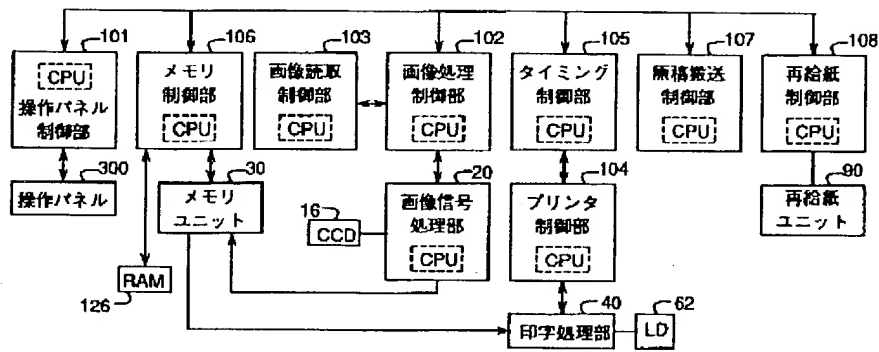 101
106
103
102
105
107
108
CPU
操作パネル
制御部
メモリ
制御部
CPU
画像読取
制御部
CPU
画像処理
制御部
CPU
タイミング
制御部
CPU
原稿搬送
制御部
CPU
再給紙
制御部
CPU
300
操作パネル
30
メモリ
ユニット
16
CCD
20
画像信号
処理部
CPU
104
プリンタ
制御部
CPU
90
再給紙
ユニット
RAM
126
40
印字処理部
62
LD